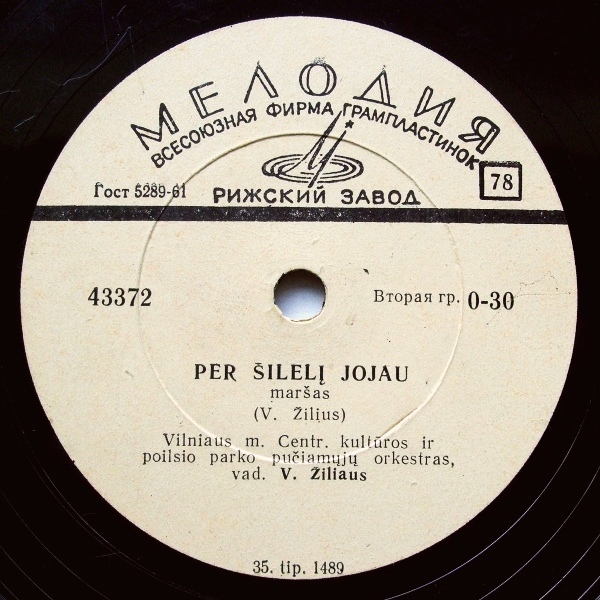 МЕЛОДИЯ
ВСЕСОЮЗНАЯ ФИРМА ГРАМПЛАСТИНОК
Гост 5289-61
РИЖСКИЙ ЗАВОД
78
43372
Вторая гр. 0-30
PER ŠILELĮ JOJAU
maršas
(V. Žilius)
Vilniaus m. Centr. kultūros ir
poilsio parko pučiamųjų orkestras,
vad. V. Žiliaus
35. tip. 1489